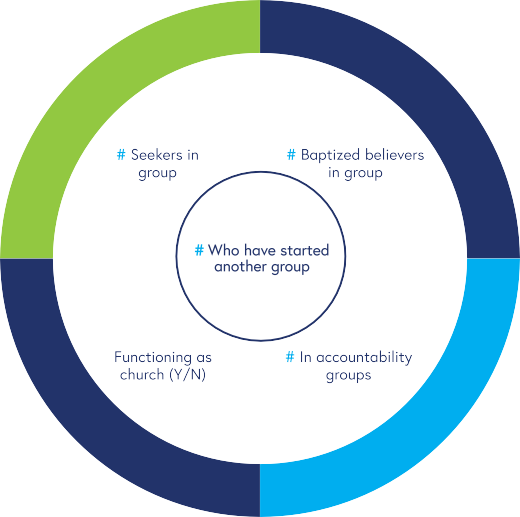 # Seekers in
group
# Baptized believers
in group
# Who have started
another group
Functioning as
church (Y/N)
# In accountability
groups